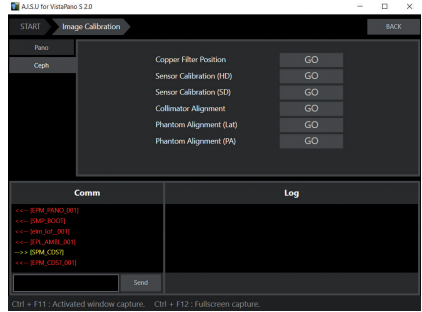 A.I.S.U for VistaPano S 2.0
START Image Calibration BACK
Pano
Ceph
Copper Filter Position GO
Sensor Calibration (HD) GO
Sensor Calibration (SD) GO
Collimator Alignment GO
Phantom Alignment (Lat) GO
Phantom Alignment (PA) GO
Comm Log
<<-- [EPM_PANO_001]
<<-- [SMP_BOOT]
<<-- [eim_lof_001]
<<-- [EPL_AMBI_001]
-->> [SPM_CDST]
<<-- [EPM_CDST_001]
Send
Ctrl + F11 : Activated window capture. Ctrl + F12 : Fullscreen capture.